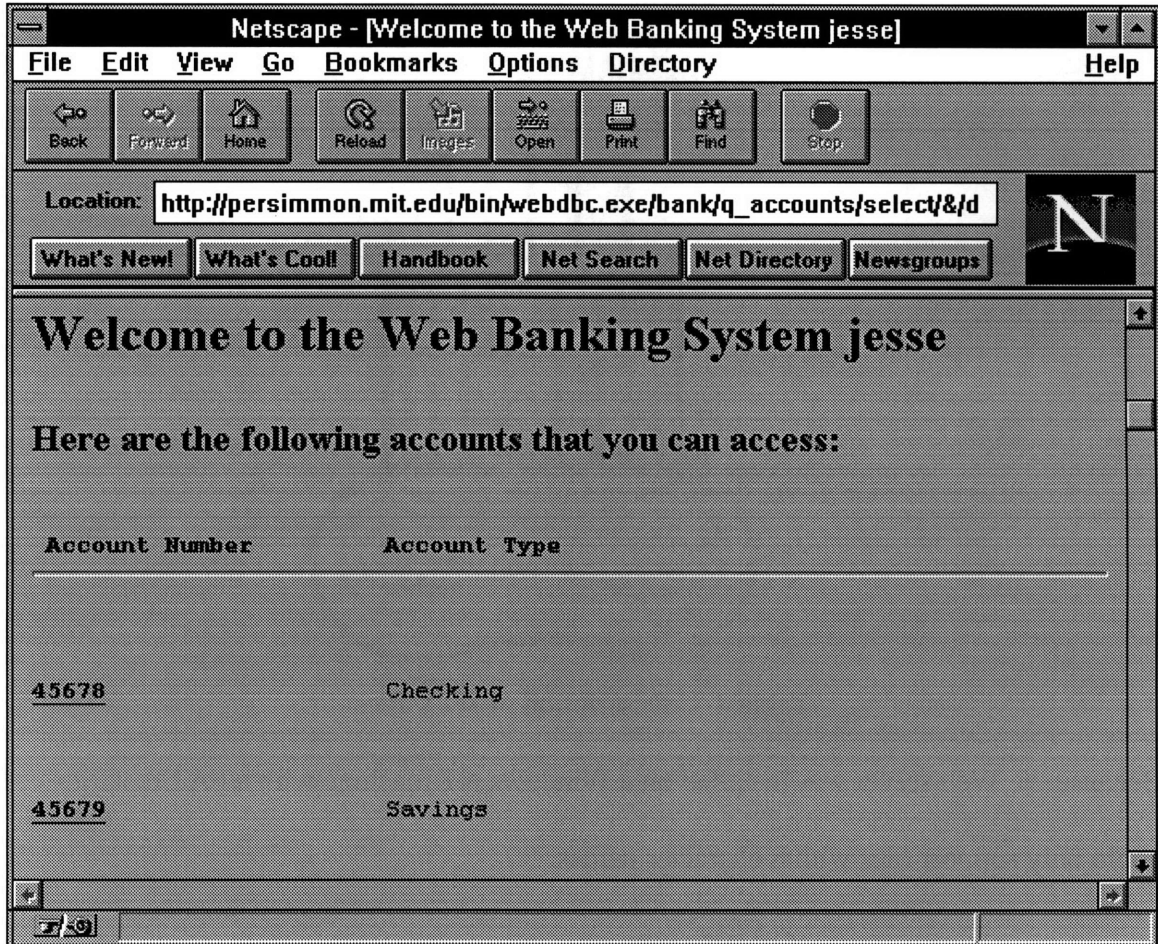 Netscape - [Welcome to the Web Banking System jesse]
File Edit View Go Bookmarks Options Directory Help
Back Forward Home Reload Images Open Print Find Stop
Location: http://persimmon.mit.edu/bin/webdbc.exe/bank/q_accounts/select/&/d
N
What's New! What's Cool! Handbook Net Search Net Directory Newsgroups
Welcome to the Web Banking System jesse
Here are the following accounts that you can access:
Account Number Account Type
45678 Checking
45679 Savings